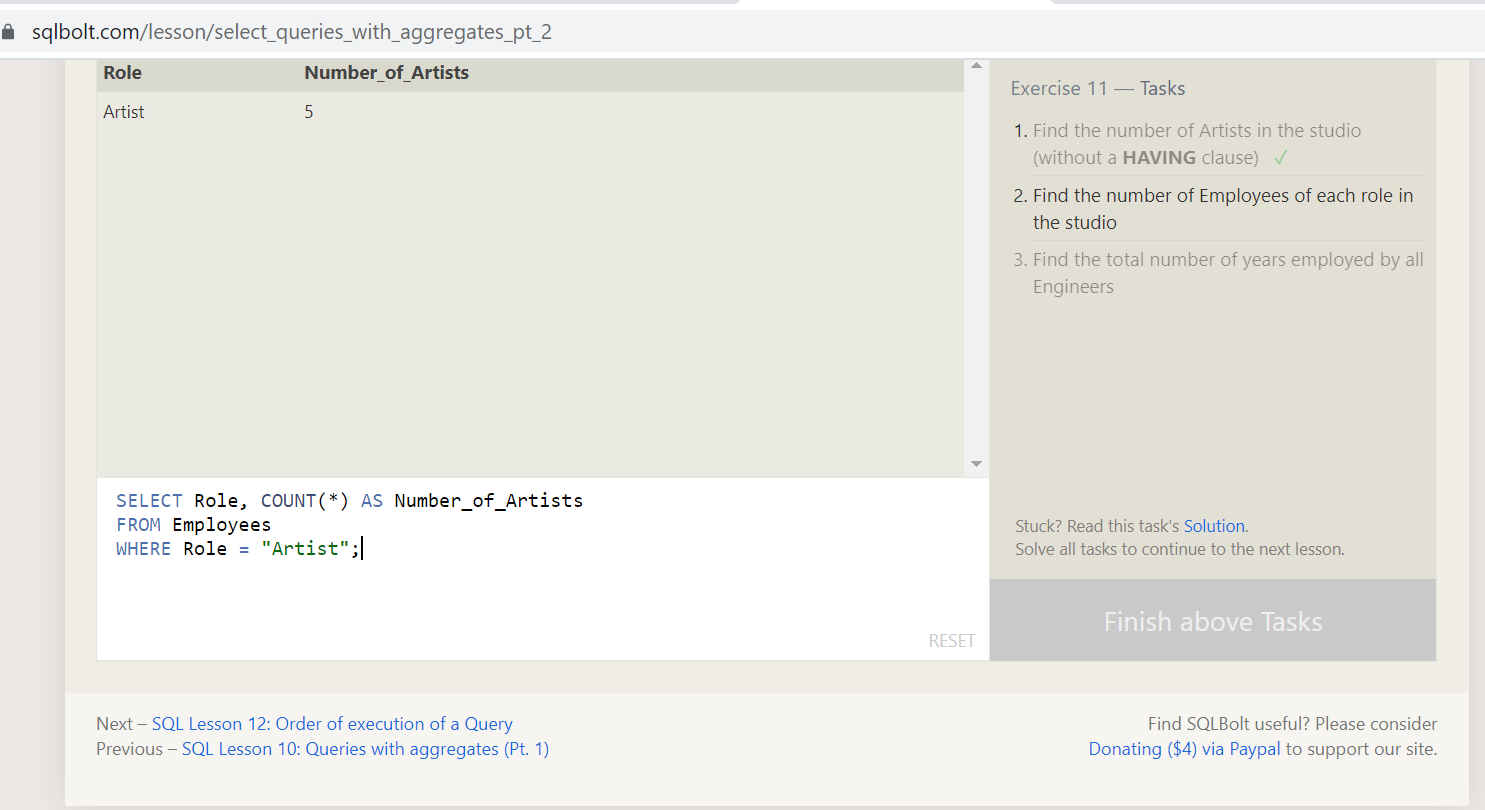 sqlbolt.com/lesson/select_queries_with_aggregates_pt_2
Role Number_of_Artists
Artist 5
SELECT Role, COUNT(*) AS Number_of_Artists
FROM Employees
WHERE Role = "Artist";
RESET
Exercise 11 — Tasks
1. Find the number of Artists in the studio
(without a HAVING clause) ✓
2. Find the number of Employees of each role in
the studio
3. Find the total number of years employed by all
Engineers
Stuck? Read this task's Solution.
Solve all tasks to continue to the next lesson.
Finish above Tasks
Next – SQL Lesson 12: Order of execution of a Query
Previous – SQL Lesson 10: Queries with aggregates (Pt. 1)
Find SQLBolt useful? Please consider
Donating ($4) via Paypal to support our site.